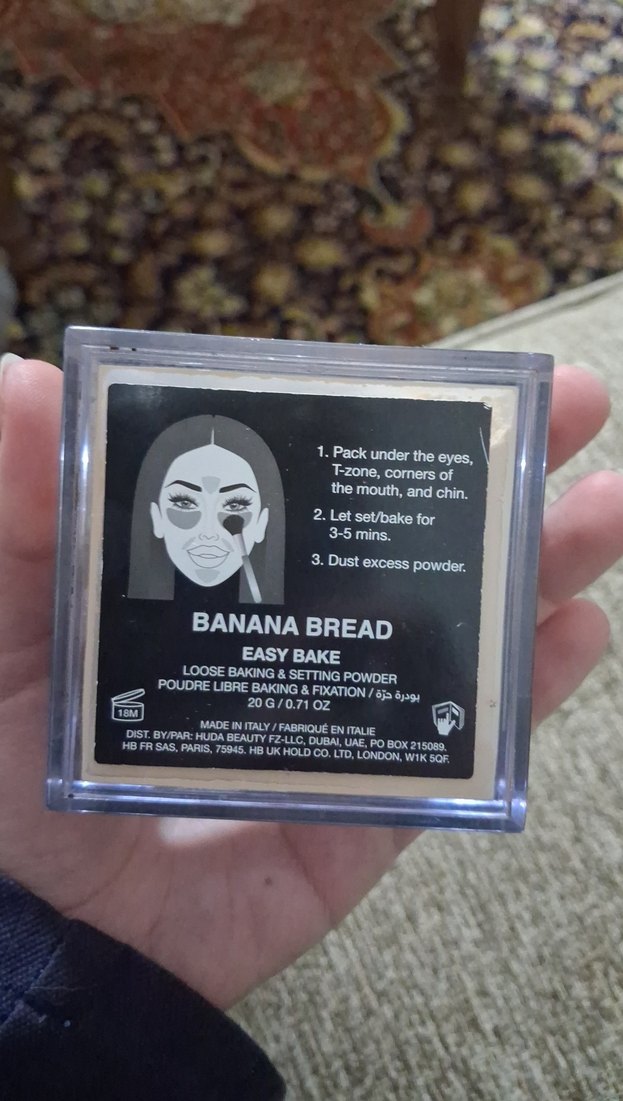 1. Pack under the eyes,
T-zone, corners of
the mouth, and chin.
2. Let set/bake for
3-5 mins.
3. Dust excess powder.
BANANA BREAD
EASY BAKE
LOOSE BAKING & SETTING POWDER
POUDRE LIBRE BAKING & FIXATION / بودرة حرّة
20 G / 0.71 OZ
18M
MADE IN ITALY / FABRIQUÉ EN ITALIE
DIST. BY/PAR: HUDA BEAUTY FZ-LLC, DUBAI, UAE, PO BOX 215089.
HB FR SAS, PARIS, 75945. HB UK HOLD CO. LTD, LONDON, W1K 5QF.